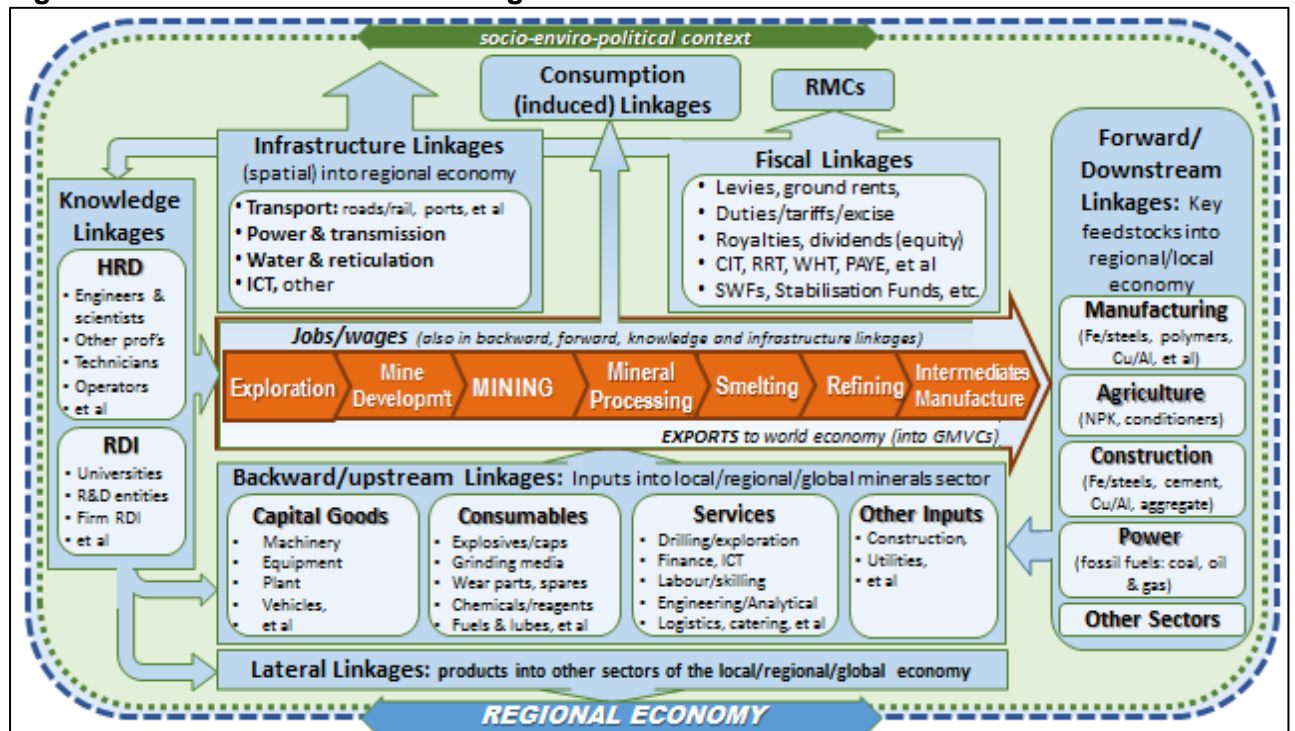 socio-enviro-political context
Consumption
(induced) Linkages
RMCs
Infrastructure Linkages
(spatial) into regional economy
• Transport: roads/rail, ports, et al
• Power & transmission
• Water & reticulation
• ICT, other
Fiscal Linkages
• Levies, ground rents,
• Duties/tariffs/excise
• Royalties, dividends (equity)
• CIT, RRT, WHT, PAYE, et al
• SWFs, Stabilisation Funds, etc.
Knowledge
Linkages
HRD
• Engineers &
scientists
• Other prof's
• Technicians
• Operators
• et al
RDI
• Universities
• R&D entities
• Firm RDI
• et al
Jobs/wages (also in backward, forward, knowledge and infrastructure linkages)
Exploration
Mine
Developm't
MINING
Mineral
Processing
Smelting
Refining
Intermediates
Manufacture
EXPORTS to world economy (into GMVCs)
Backward/upstream Linkages: Inputs into local/regional/global minerals sector
Capital Goods
• Machinery
• Equipment
• Plant
• Vehicles,
• et al
Consumables
• Explosives/caps
• Grinding media
• Wear parts, spares
• Chemicals/reagents
• Fuels & lubes, et al
Services
• Drilling/exploration
• Finance, ICT
• Labour/skilling
• Engineering/Analytical
• Logistics, catering, et al
Other Inputs
• Construction,
• Utilities,
• et al
Forward/
Downstream
Linkages: Key
feedstocks into
regional/local
economy
Manufacturing
(Fe/steels, polymers,
Cu/Al, et al)
Agriculture
(NPK, conditioners)
Construction
(Fe/steels, cement,
Cu/Al, aggregate)
Power
(fossil fuels: coal, oil
& gas)
Other Sectors
Lateral Linkages: products into other sectors of the local/regional/global economy
REGIONAL ECONOMY